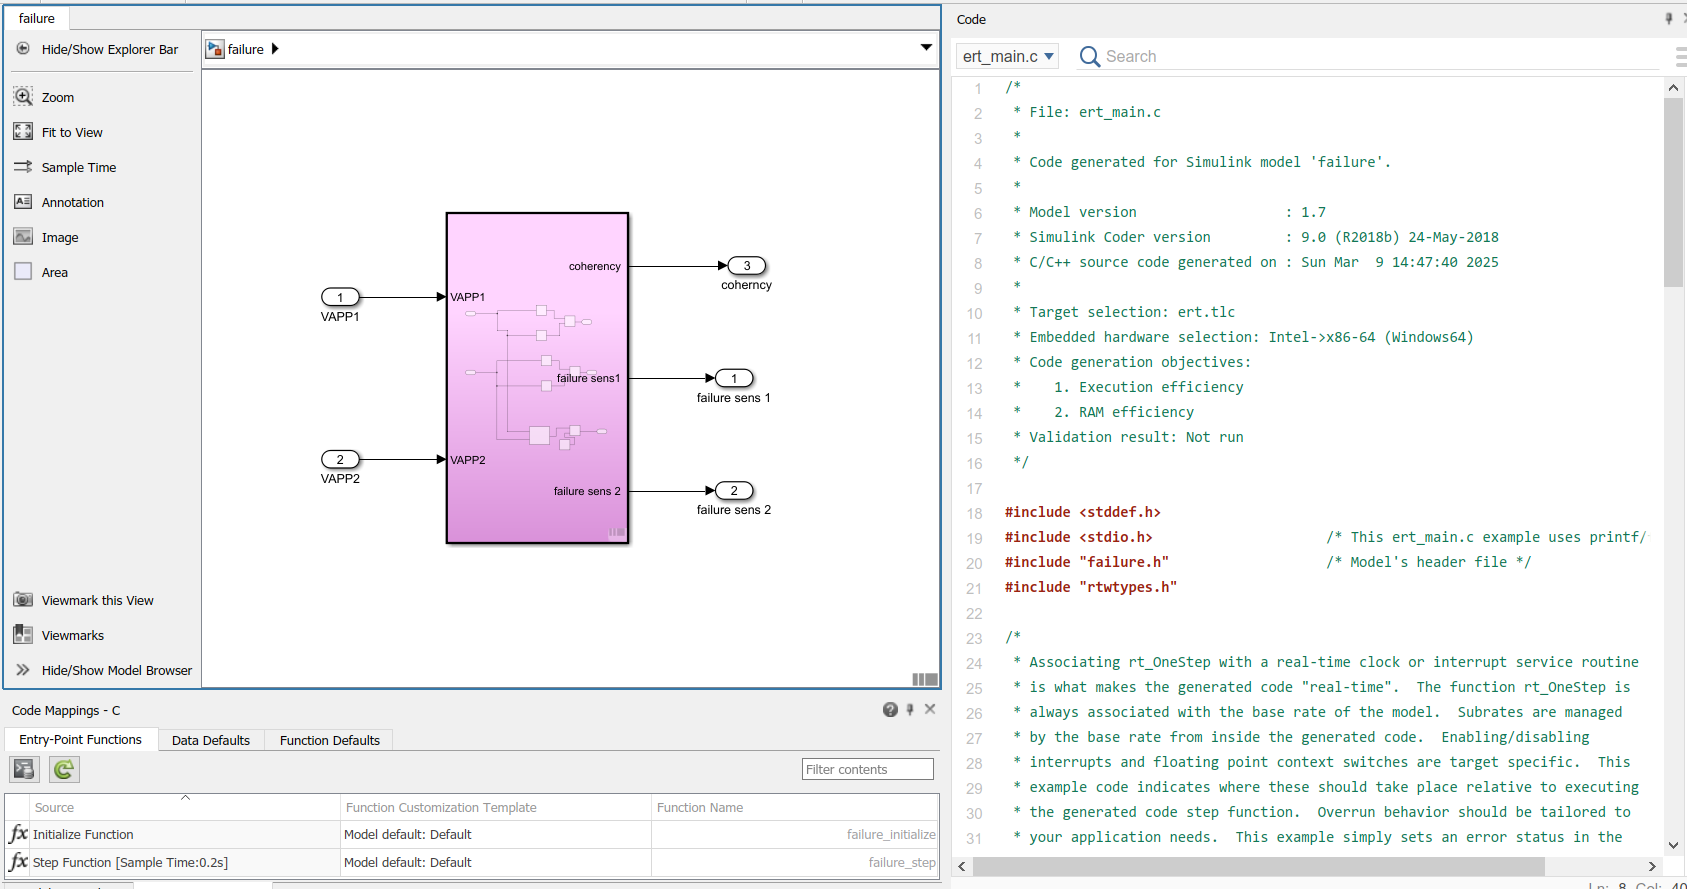 failure
Hide/Show Explorer Bar
failure
Zoom
Fit to View
Sample Time
Annotation
Image
Area
Viewmark this View
Viewmarks
Hide/Show Model Browser
1
VAPP1
2
VAPP2
VAPP1
VAPP2
coherency
failure sens1
failure sens 2
3
coherncy
1
failure sens 1
2
failure sens 2
Code Mappings - C
Entry-Point Functions Data Defaults Function Defaults
Filter contents
Source Function Customization Template Function Name
fx Initialize Function Model default: Default failure_initialize
fx Step Function [Sample Time:0.2s] Model default: Default failure_step
Code
ert_main.c Search
1 /*
2 * File: ert_main.c
3 *
4 * Code generated for Simulink model 'failure'.
5 *
6 * Model version : 1.7
7 * Simulink Coder version : 9.0 (R2018b) 24-May-2018
8 * C/C++ source code generated on : Sun Mar 9 14:47:40 2025
9 *
10 * Target selection: ert.tlc
11 * Embedded hardware selection: Intel->x86-64 (Windows64)
12 * Code generation objectives:
13 * 1. Execution efficiency
14 * 2. RAM efficiency
15 * Validation result: Not run
16 */
17
18 #include <stddef.h>
19 #include <stdio.h> /* This ert_main.c example uses printf/
20 #include "failure.h" /* Model's header file */
21 #include "rtwtypes.h"
22
23 /*
24 * Associating rt_OneStep with a real-time clock or interrupt service routine
25 * is what makes the generated code "real-time". The function rt_OneStep is
26 * always associated with the base rate of the model. Subrates are managed
27 * by the base rate from inside the generated code. Enabling/disabling
28 * interrupts and floating point context switches are target specific. This
29 * example code indicates where these should take place relative to executing
30 * the generated code step function. Overrun behavior should be tailored to
31 * your application needs. This example simply sets an error status in the